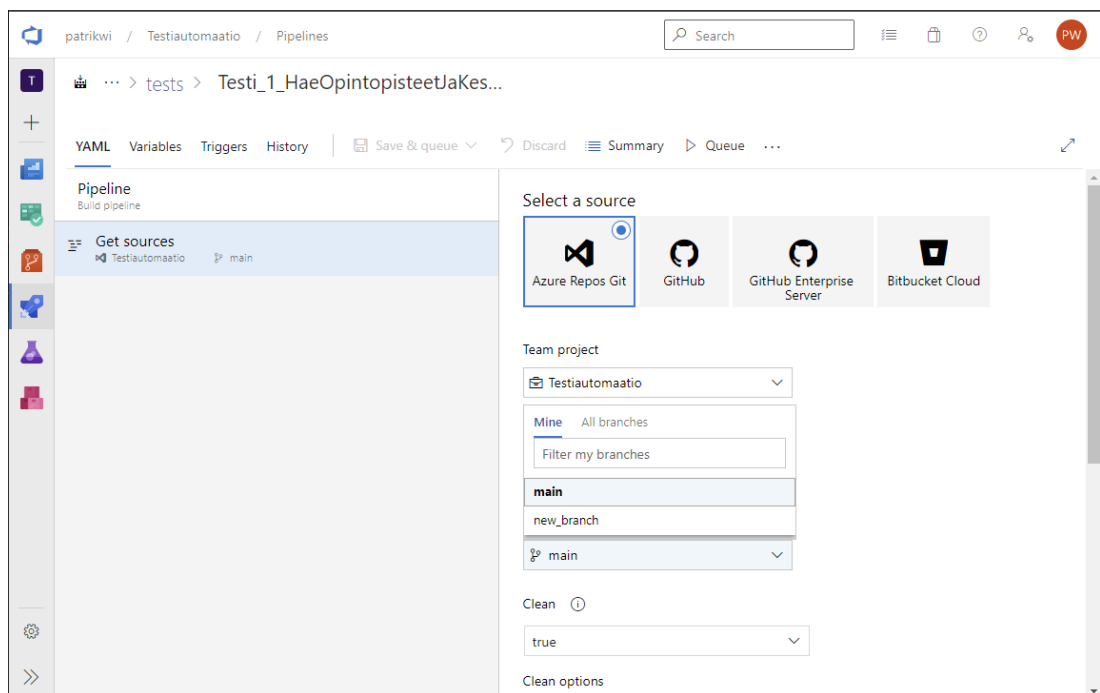 patrikwi / Testiautomaatio / Pipelines
Search
PW
T
... > tests > Testi_1_HaeOpintopisteetJaKes...
YAML Variables Triggers History Save & queue Discard Summary Queue ...
Pipeline
Build pipeline
Get sources
Testiautomaatio main
Select a source
Azure Repos Git
GitHub
GitHub Enterprise
Server
Bitbucket Cloud
Team project
Testiautomaatio
Mine All branches
Filter my branches
main
new_branch
main
Clean
true
Clean options